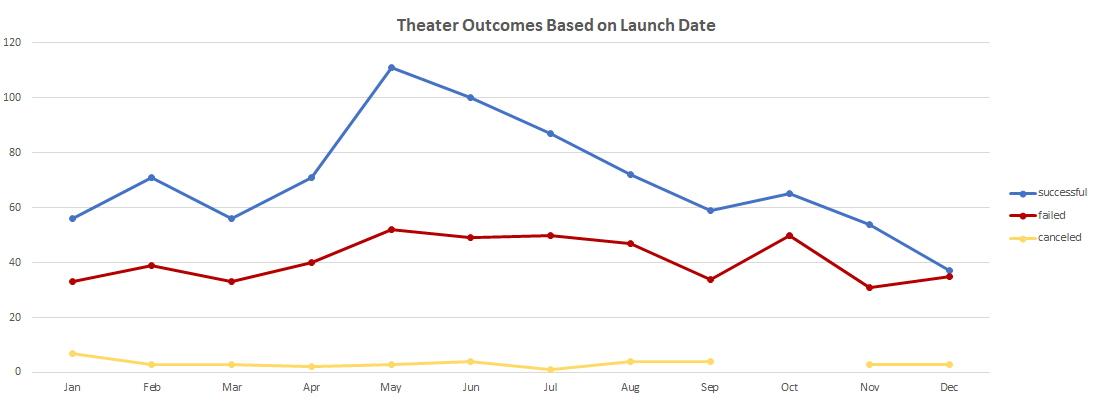 Theater Outcomes Based on Launch Date
120
100
80
60
40
20
0
Jan Feb Mar Apr May Jun Jul Aug Sep Oct Nov Dec
successful
failed
canceled